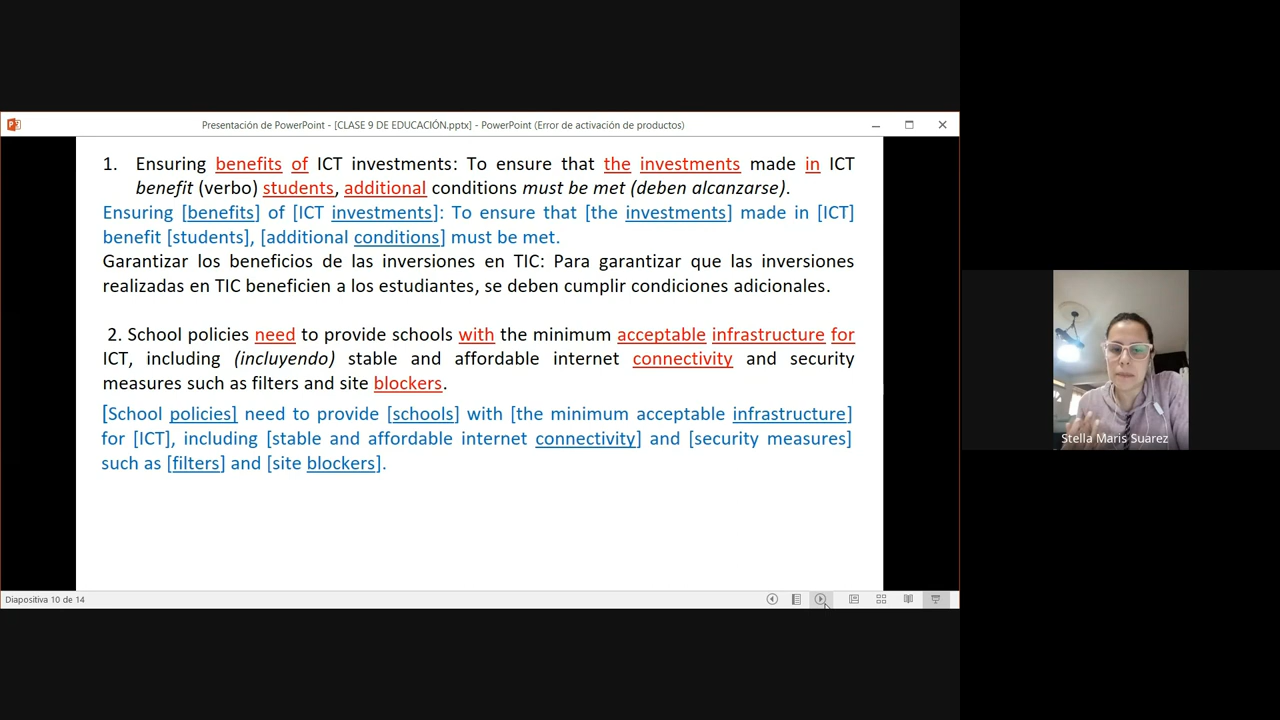 Presentación de PowerPoint - [CLASE 9 DE EDUCACIÓN.pptx] - PowerPoint (Error de activación de productos)
1. Ensuring benefits of ICT investments: To ensure that the investments made in ICT
benefit (verbo) students, additional conditions must be met (deben alcanzarse).
Ensuring [benefits] of [ICT investments]: To ensure that [the investments] made in [ICT]
benefit [students], [additional conditions] must be met.
Garantizar los beneficios de las inversiones en TIC: Para garantizar que las inversiones
realizadas en TIC beneficien a los estudiantes, se deben cumplir condiciones adicionales.
2. School policies need to provide schools with the minimum acceptable infrastructure for
ICT, including (incluyendo) stable and affordable internet connectivity and security
measures such as filters and site blockers.
[School policies] need to provide [schools] with [the minimum acceptable infrastructure]
for [ICT], including [stable and affordable internet connectivity] and [security measures]
such as [filters] and [site blockers].
Stella Maris Suarez
Diapositiva 10 de 14